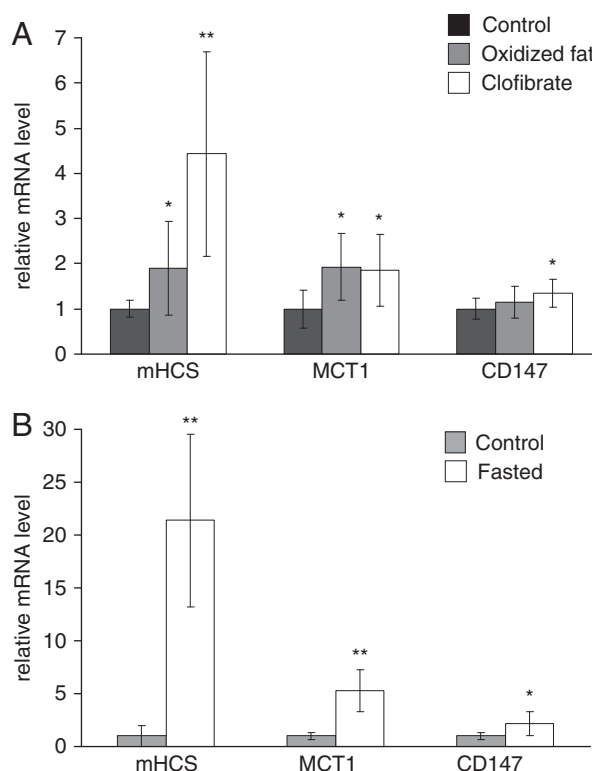 A
Control
Oxidized fat
Clofibrate
relative mRNA level
7
6
5
4
3
2
1
0
**
*
*
*
*
mHCS
MCT1
CD147
B
Control
Fasted
relative mRNA level
30
25
20
15
10
5
0
**
**
*
mHCS
MCT1
CD147